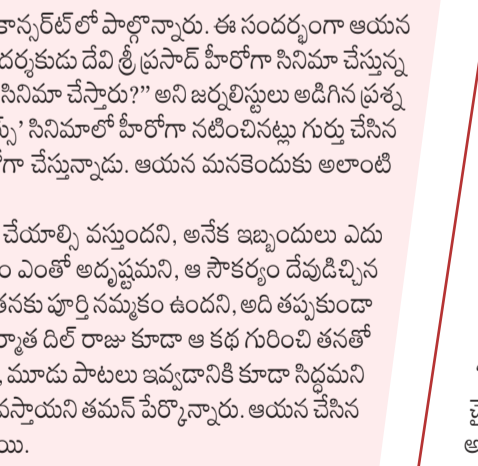 కాన్సర్ట్‌లో పాల్గొన్నారు. ఈ సందర్భంగా ఆయన
దర్శకుడు దేవి శ్రీ ప్రసాద్ హీరోగా సినిమా చేస్తున్న
సినిమా చేస్తారు?” అని జర్నలిస్టులు అడిగిన ప్రశ్న
స్స్’ సినిమాలో హీరోగా నటించినట్లు గుర్తు చేసిన
గా చేస్తున్నాడు. ఆయన మనకెందుకు అలాంటి
చేయాల్సి వస్తుందని, అనేక ఇబ్బందులు ఎదు
ం ఎంతో అదృష్టమని, ఆ సౌకర్యం దేవుడిచ్చిన
తనకు పూర్తి నమ్మకం ఉందని, అది తప్పకుండా
ర్మాత దిల్ రాజు కూడా ఆ కథ గురించి తనతో
, మూడు పాటలు ఇవ్వడానికి కూడా సిద్ధమని
వస్తాయని తమన్ పేర్కొన్నారు. ఆయన చేసిన
యి.